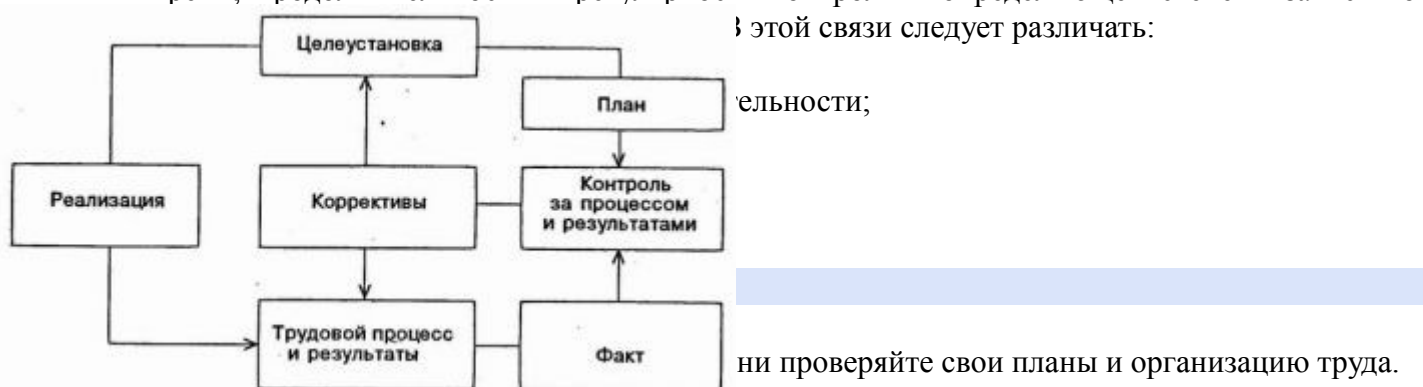 Целеустановка
В этой связи следует различать:
План
тельности;
Реализация
Коррективы
Контроль
за процессом
и результатами
Трудовой процесс
и результаты
Факт
ни проверяйте свои планы и организацию труда.